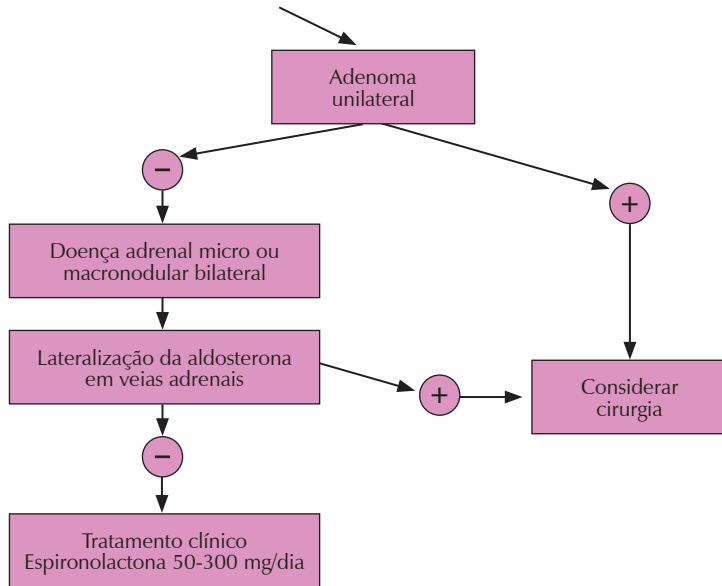 Adenoma
unilateral
−
+
Doença adrenal micro ou
macronodular bilateral
Lateralização da aldosterona
em veias adrenais
+
Considerar
cirurgia
−
Tratamento clínico
Espironolactona 50-300 mg/dia